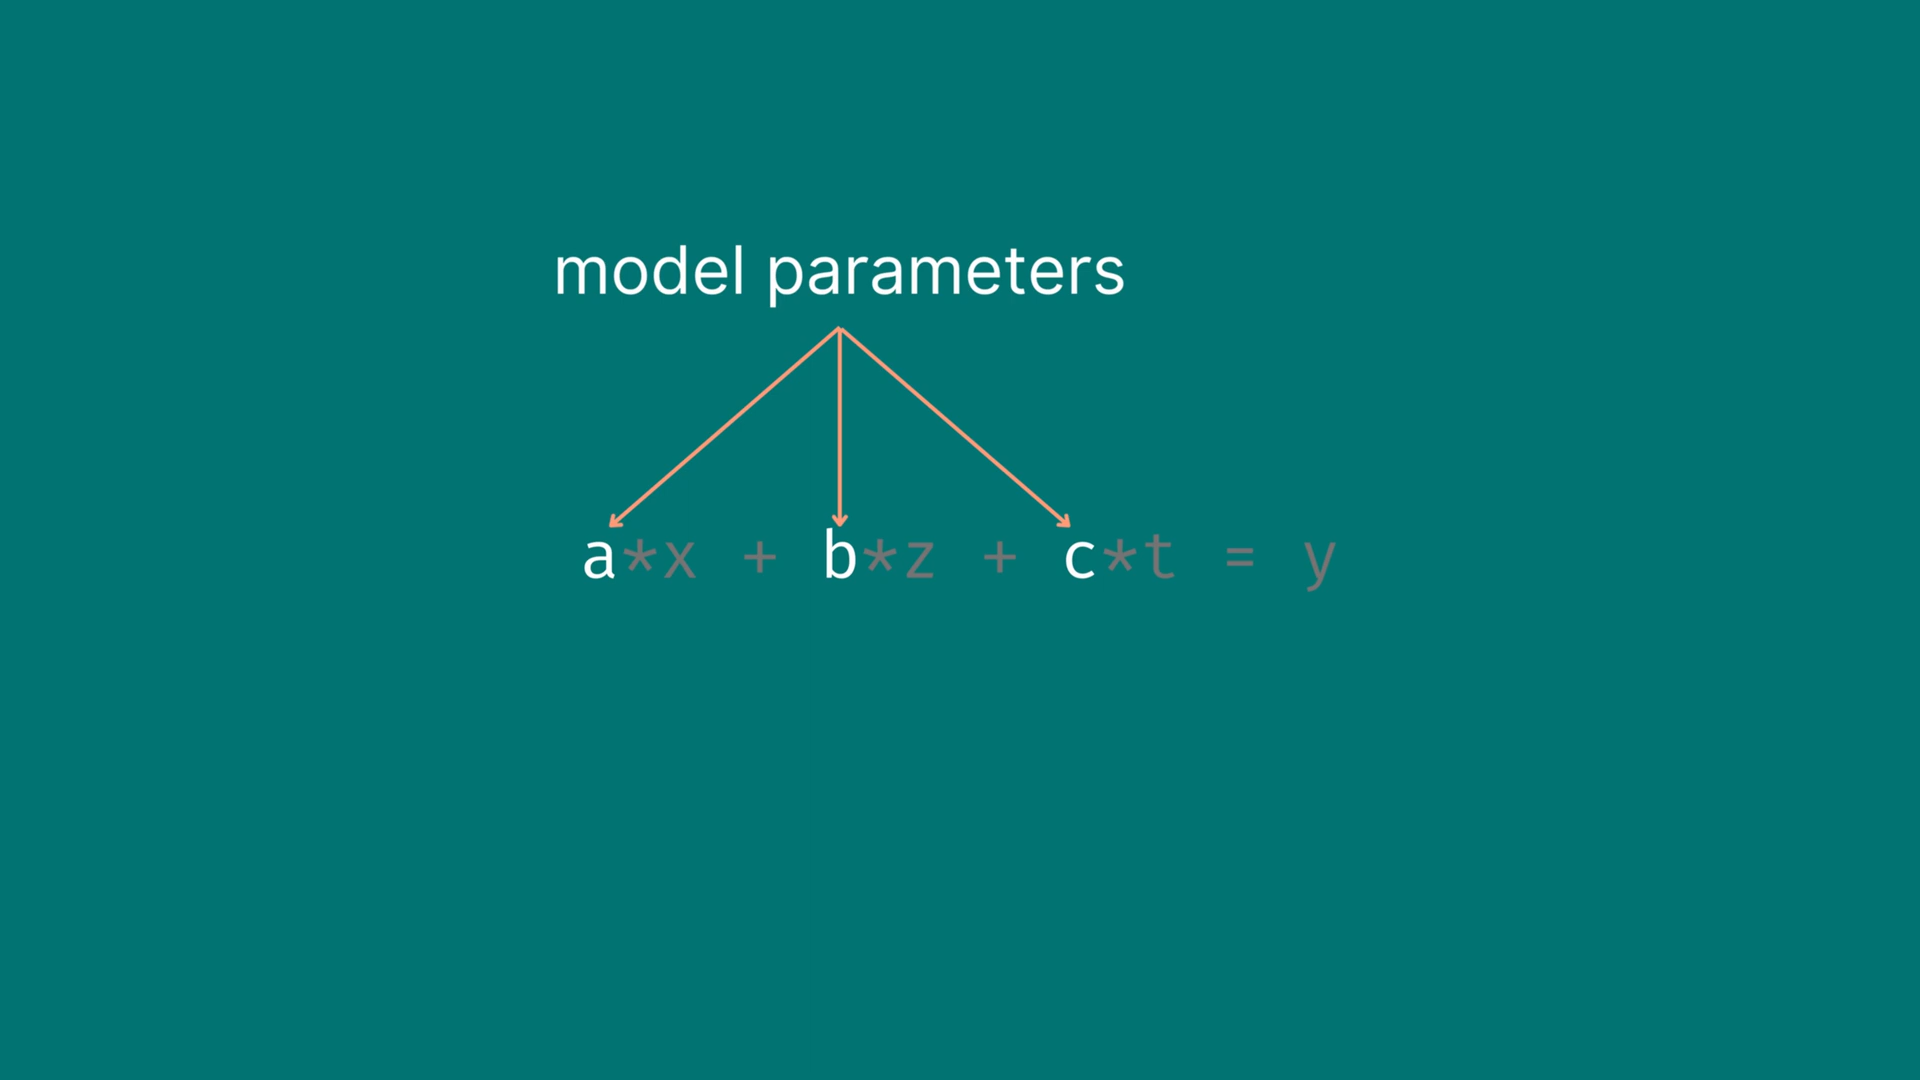 model parameters
a*x + b*z + c*t = y